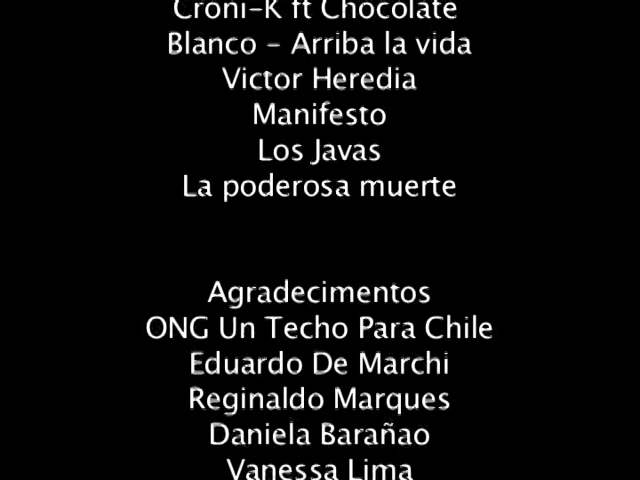 Croni-K ft Chocolate
Blanco - Arriba la vida
Victor Heredia
Manifesto
Los Javas
La poderosa muerte
Agradecimentos
ONG Un Techo Para Chile
Eduardo De Marchi
Reginaldo Marques
Daniela Barañao
Vanessa Lima